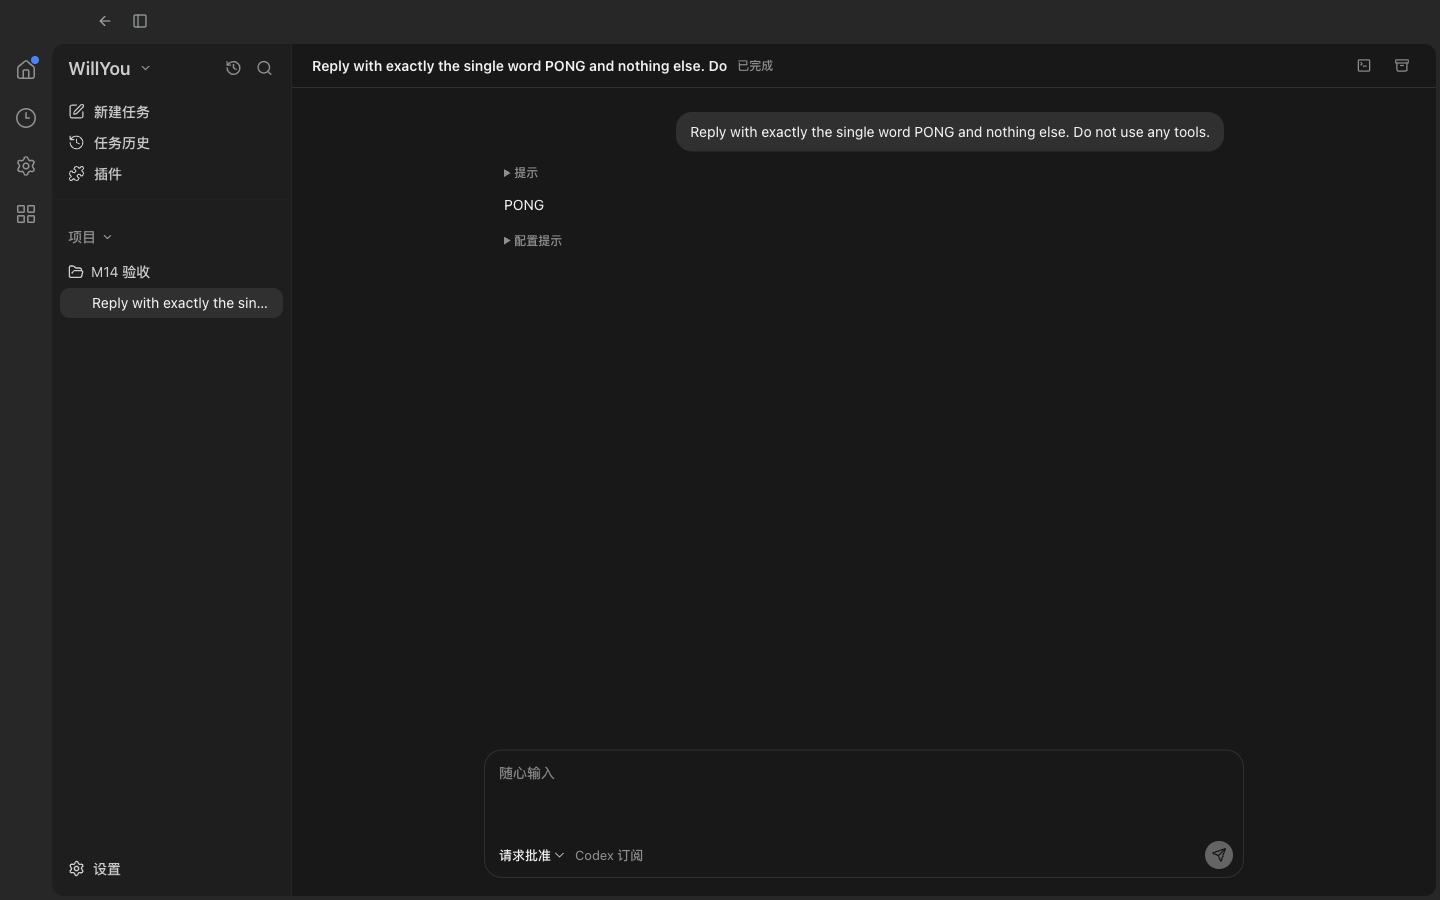 WillYou
新建任务
任务历史
插件
项目
M14 验收
Reply with exactly the sin...
设置
Reply with exactly the single word PONG and nothing else. Do 已完成
Reply with exactly the single word PONG and nothing else. Do not use any tools.
提示
PONG
配置提示
随心输入
请求批准 Codex 订阅